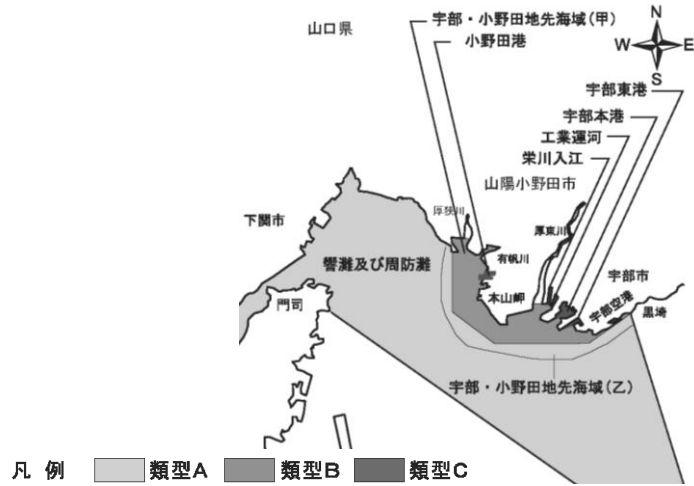 山口県
宇部・小野田地先海域(甲)
小野田港
N
W E
S
宇部東港
宇部本港
工業運河
栄川入江
山陽小野田市
厚狭川
下関市
厚東川
有帆川
響灘及び周防灘
宇部市
本山岬
門司
宇部空港
黒埼
宇部・小野田地先海域(乙)
凡 例 類型A 類型B 類型C